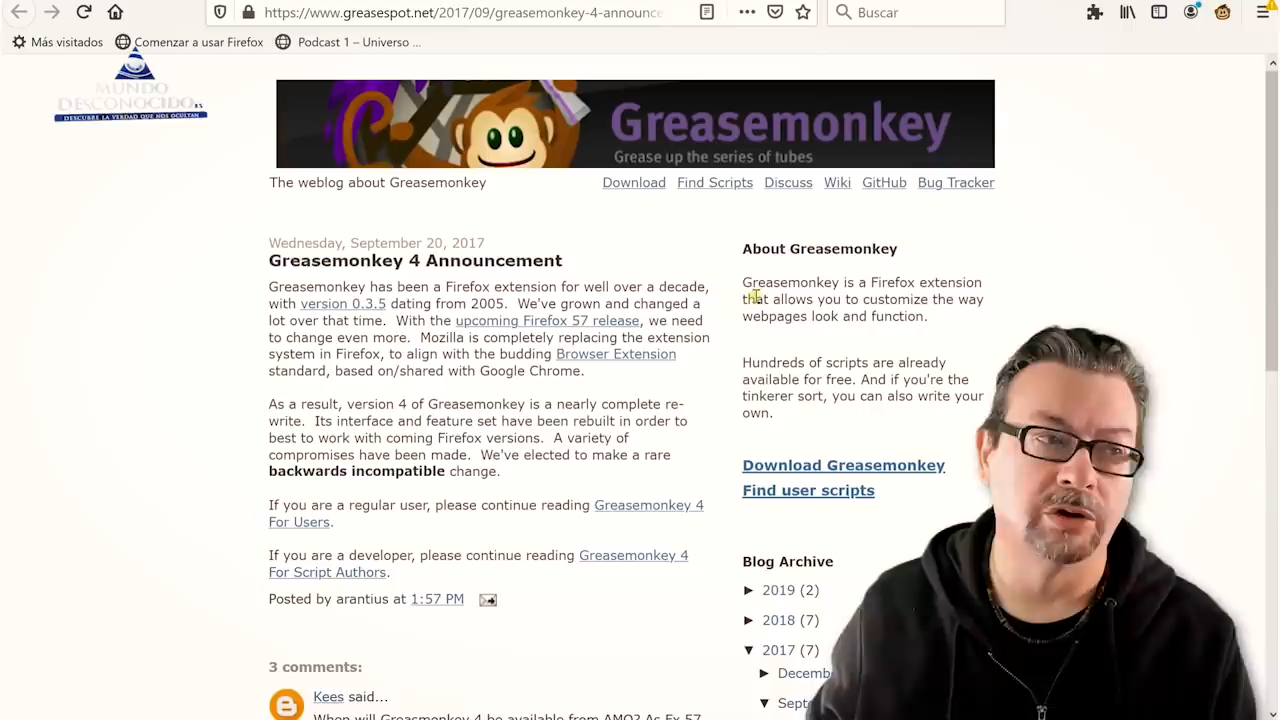 https://www.greasespot.net/2017/09/greasemonkey-4-announce
Buscar
Más visitados
Comenzar a usar Firefox
Podcast 1 – Universo ...
MUNDO
DESCONOCIDO.ES
DESCUBRE LA VERDAD QUE NOS OCULTAN
Greasemonkey
Grease up the series of tubes
The weblog about Greasemonkey
Download Find Scripts Discuss Wiki GitHub Bug Tracker
Wednesday, September 20, 2017
Greasemonkey 4 Announcement
Greasemonkey has been a Firefox extension for well over a decade,
with version 0.3.5 dating from 2005. We've grown and changed a
lot over that time. With the upcoming Firefox 57 release, we need
to change even more. Mozilla is completely replacing the extension
system in Firefox, to align with the budding Browser Extension
standard, based on/shared with Google Chrome.
As a result, version 4 of Greasemonkey is a nearly complete re-
write. Its interface and feature set have been rebuilt in order to
best to work with coming Firefox versions. A variety of
compromises have been made. We've elected to make a rare
backwards incompatible change.
If you are a regular user, please continue reading Greasemonkey 4
For Users.
If you are a developer, please continue reading Greasemonkey 4
For Script Authors.
Posted by arantius at 1:57 PM
3 comments:
Kees said...
When will Greasmonkey 4 be available from AMO? As Fx 57
About Greasemonkey
Greasemonkey is a Firefox extension
that allows you to customize the way
webpages look and function.
Hundreds of scripts are already
available for free. And if you're the
tinkerer sort, you can also write your
own.
Download Greasemonkey
Find user scripts
Blog Archive
► 2019 (2)
► 2018 (7)
▼ 2017 (7)
► Decemb
▼ Sept